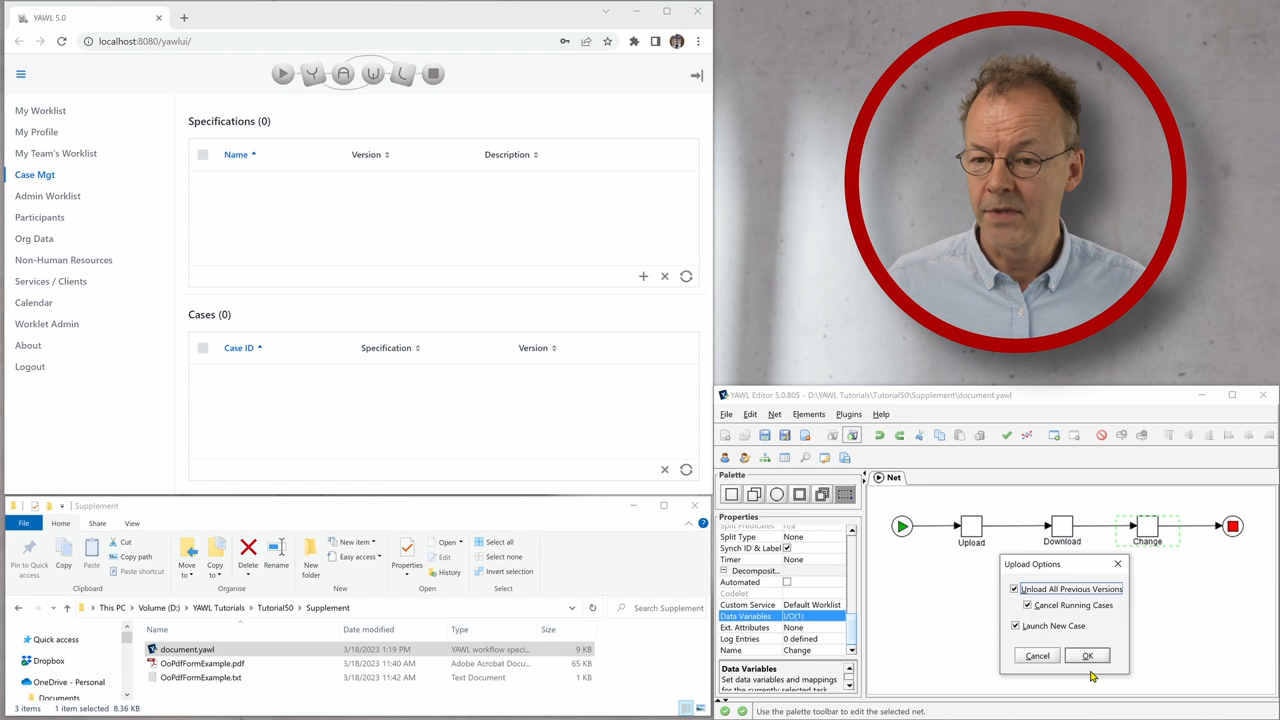 YAWL 5.0
localhost:8080/yawlui/
Y A W L
My Worklist
My Profile
My Team's Worklist
Case Mgt
Admin Worklist
Participants
Org Data
Non-Human Resources
Services / Clients
Calendar
Worklet Admin
About
Logout
Specifications (0)
Name Version Description
Cases (0)
Case ID Specification Version
Supplement
File Home Share View
Pin to Quick access
Copy
Paste
Cut
Copy path
Paste shortcut
Clipboard
Move to
Copy to
Delete
Rename
Organise
New folder
New item
Easy access
New
Properties
Open
Edit
History
Open
Select all
Select none
Invert selection
Select
This PC Volume (D:) YAWL Tutorials Tutorial50 Supplement
Search Supplement
Quick access
Dropbox
OneDrive - Personal
Documents
Name Date modified Type Size
document.yawl 3/18/2023 1:19 PM YAWL workflow speci... 9 KB
OoPdfFormExample.pdf 3/18/2023 11:40 AM Adobe Acrobat Docu... 65 KB
OoPdfFormExample.txt 3/18/2023 11:42 AM Text Document 1 KB
3 items 1 item selected 8.36 KB
YAWL Editor 5.0.805 - D:\YAWL Tutorials\Tutorial50\Supplement\document.yawl
File Edit Net Elements Plugins Help
Palette
Properties
Split Predicates n/a
Split Type None
Synch ID & Label
Decomposit...
Automated
Codelet
Custom Service Default Worklist
Data Variables I/O(1)
Ext. Attributes None
Log Entries 0 defined
Name Change
Data Variables
Set data variables and mappings
for the currently selected task
Net
Upload Download Change
Upload Options
Unload All Previous Versions
Cancel Running Cases
Launch New Case
Cancel OK
Use the palette toolbar to edit the selected net.